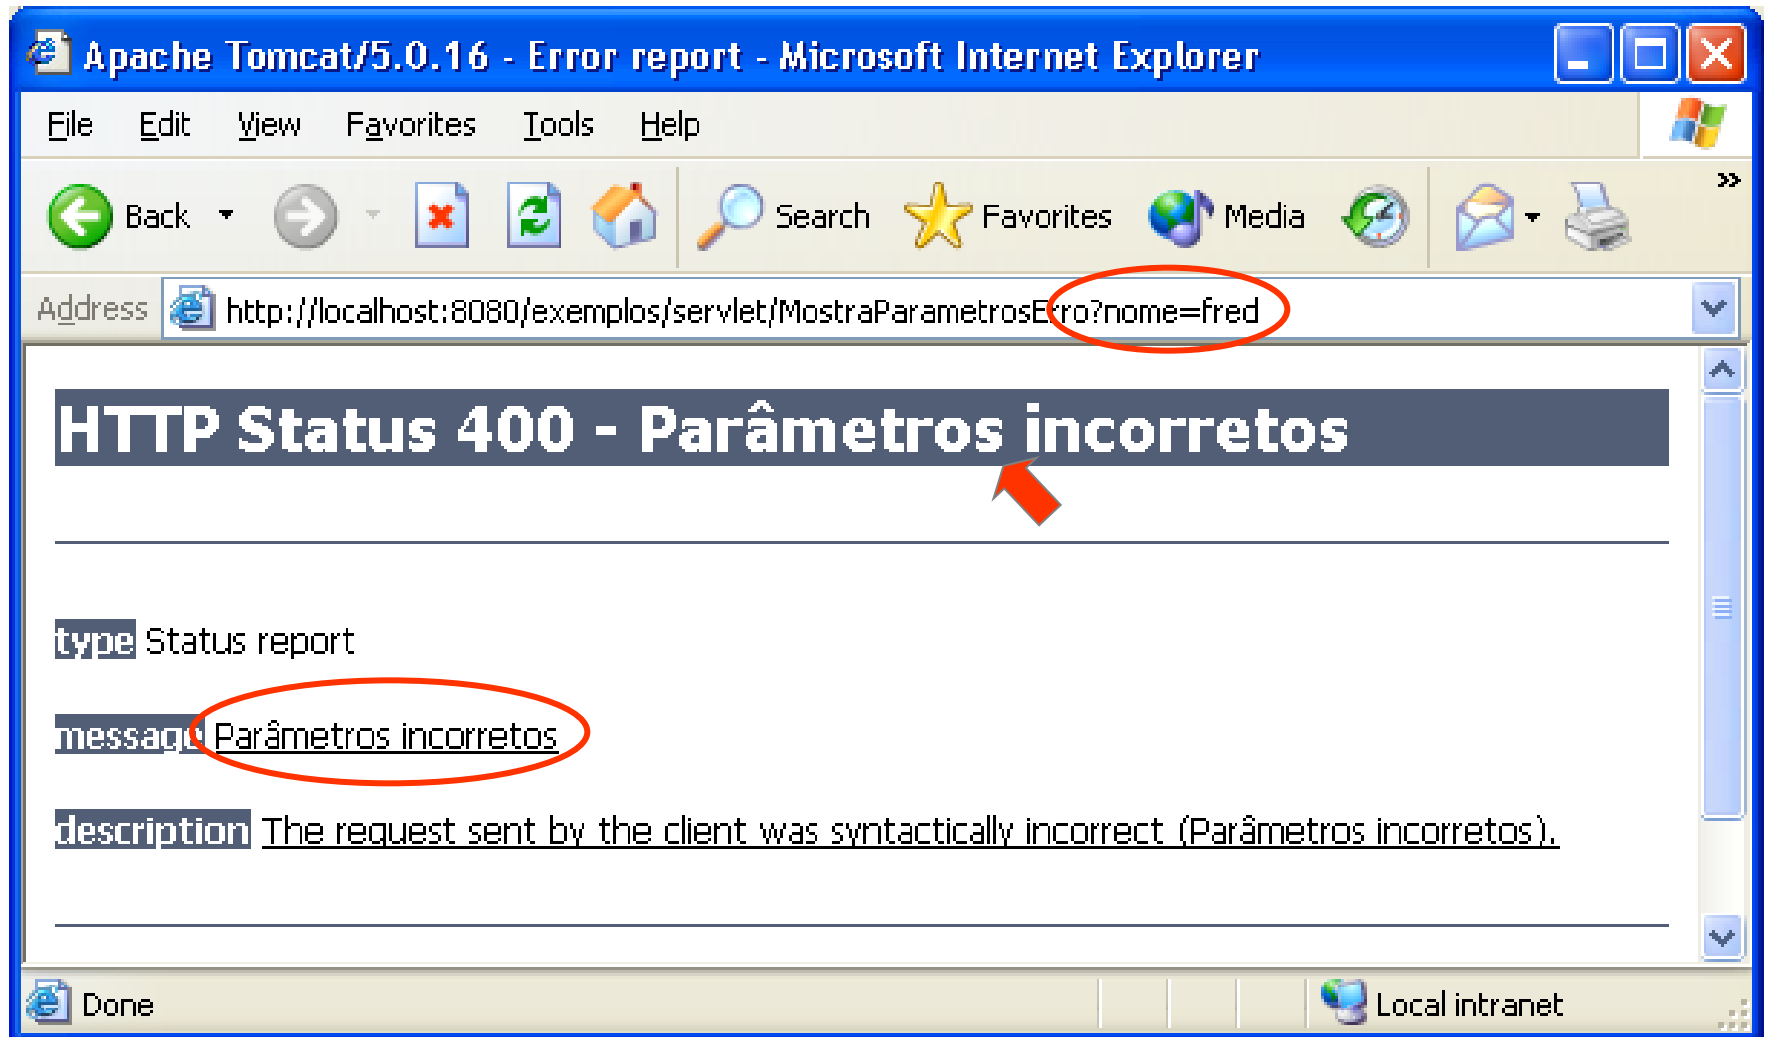 Apache Tomcat/5.0.16 - Error report - Microsoft Internet Explorer
File Edit View Favorites Tools Help
Back Search Favorites Media »
Address http://localhost:8080/exemplos/servlet/MostraParametrosErro?nome=fred
HTTP Status 400 - Parâmetros incorretos
type Status report
message Parâmetros incorretos
description The request sent by the client was syntactically incorrect (Parâmetros incorretos).
Done Local intranet